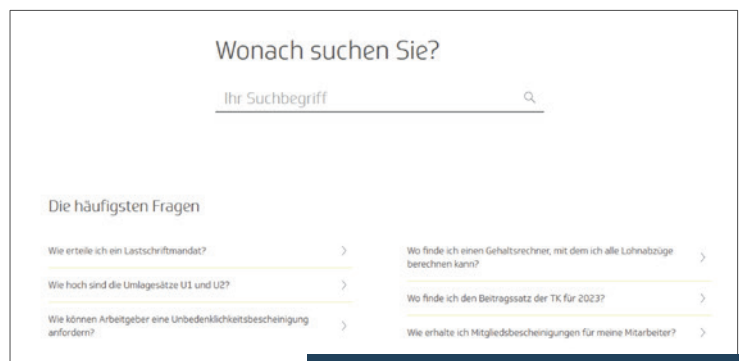 Wonach suchen Sie?
Ihr Suchbegriff
Die häufigsten Fragen
Wie erteile ich ein Lastschriftmandat?
Wie hoch sind die Umlagesätze U1 und U2?
Wie können Arbeitgeber eine Unbedenklichkeitsbescheinigung
anfordern?
Wo finde ich einen Gehaltsrechner, mit dem ich alle Lohnabzüge
berechnen kann?
Wo finde ich den Beitragssatz der TK für 2023?
Wie erhalte ich Mitgliedsbescheinigungen für meine Mitarbeiter?